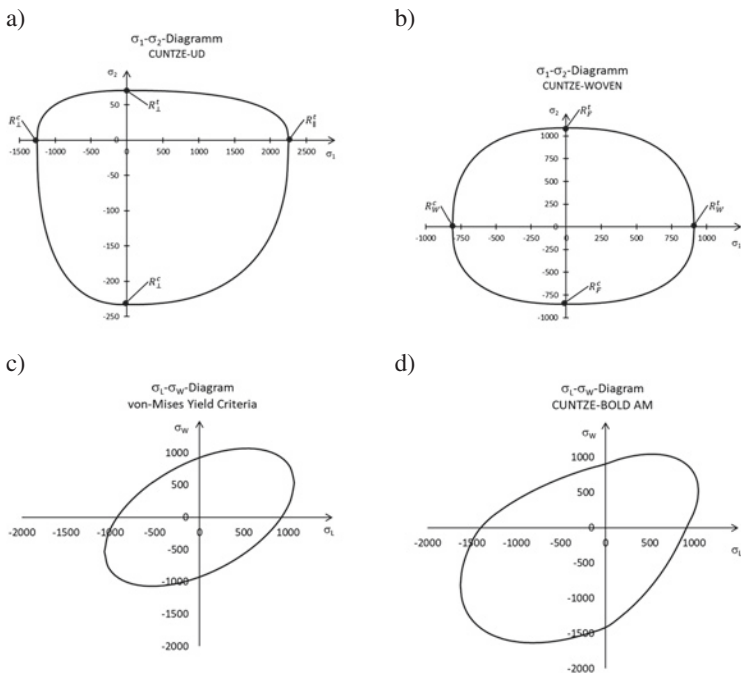 a)
σ₁-σ₂-Diagramm
CUNTZE-UD
σ₂
50
R⊥ᵗ
R⊥ᶜ
R∥ᵗ
0
-1500 -1000 -500 0 500 1000 1500 2000 2500 σ₁
-50
-100
-150
-200
R⊥ᶜ
-250
b)
σ₁-σ₂-Diagramm
CUNTZE-WOVEN
σ₂
R_Fᵗ
1000
750
500
250
R_Wᶜ
R_Wᵗ
0
-1000 -750 -500 -250 0 250 500 750 1000 σ₁
-250
-500
-750
R_Fᶜ
-1000
c)
σL-σW-Diagram
von-Mises Yield Criteria
σW
1000
500
0
-2000 -1500 -1000 -500 0 500 1000 σL
-500
-1000
-1500
-2000
d)
σL-σW-Diagram
CUNTZE-BOLD AM
σW
1000
500
0
-2000 -1500 -1000 -500 0 500 1000 σL
-500
-1000
-1500
-2000